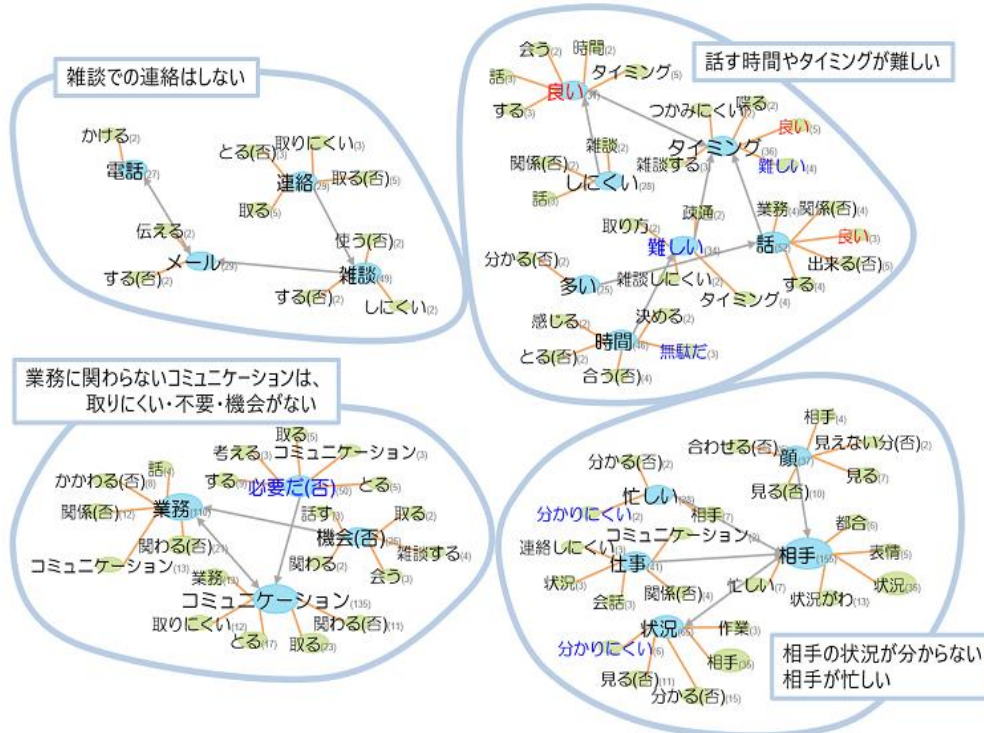 雑談での連絡はしない
かける(2)
電話(27)
伝える(2)
メール(29)
する(否)(2)
取りにくい(3)
とる(否)(3)
連絡(29)
取る(否)(5)
取る(5)
使う(否)(2)
雑談(49)
する(否)(2)
しにくい(2)
話す時間やタイミングが難しい
会う(2)
時間(2)
話(3)
タイミング(5)
良い
する(3)
つかみにくい
喋る(2)
良い(5)
タイミング(36)
難しい(4)
雑談(2)
雑談する(3)
関係(否)(2)
しにくい(28)
話(3)
取り方(2)
疎通(2)
難しい(34)
業務(4)
関係(否)(4)
話(52)
良い(3)
出来る(否)(5)
する(4)
分かる(否)(2)
多い(25)
雑談しにくい(2)
タイミング(4)
感じる(2)
決める(2)
時間(46)
とる(否)(2)
無駄だ(3)
合う(否)(4)
業務に関わらないコミュニケーションは、
取りにくい・不要・機会がない
取る(5)
考える(3)
コミュニケーション(3)
話(4)
する(9)
必要だ(否)(50)
とる(5)
かかわる(否)(8)
業務(110)
関係(否)(12)
話す(3)
取る(2)
機会(否)
関わる(否)(21)
雑談する(4)
関わる(2)
会う(3)
コミュニケーション(13)
業務(13)
コミュニケーション(135)
取りにくい(12)
関わる(否)(11)
とる(17)
取る(23)
相手(4)
合わせる(否)
見えない分(否)(2)
顔(37)
見る(7)
見る(否)(10)
分かる(否)(2)
忙しい
分かりにくい(2)
相手(7)
コミュニケーション
都合(6)
連絡しにくい(3)
仕事(41)
相手
表情(5)
状況(3)
忙しい(7)
状況(35)
会話(3)
関係(否)(4)
状況がわ(13)
状況(65)
作業(3)
分かりにくい(6)
相手(35)
見る(否)(11)
分かる(否)(15)
相手の状況が分からない
相手が忙しい